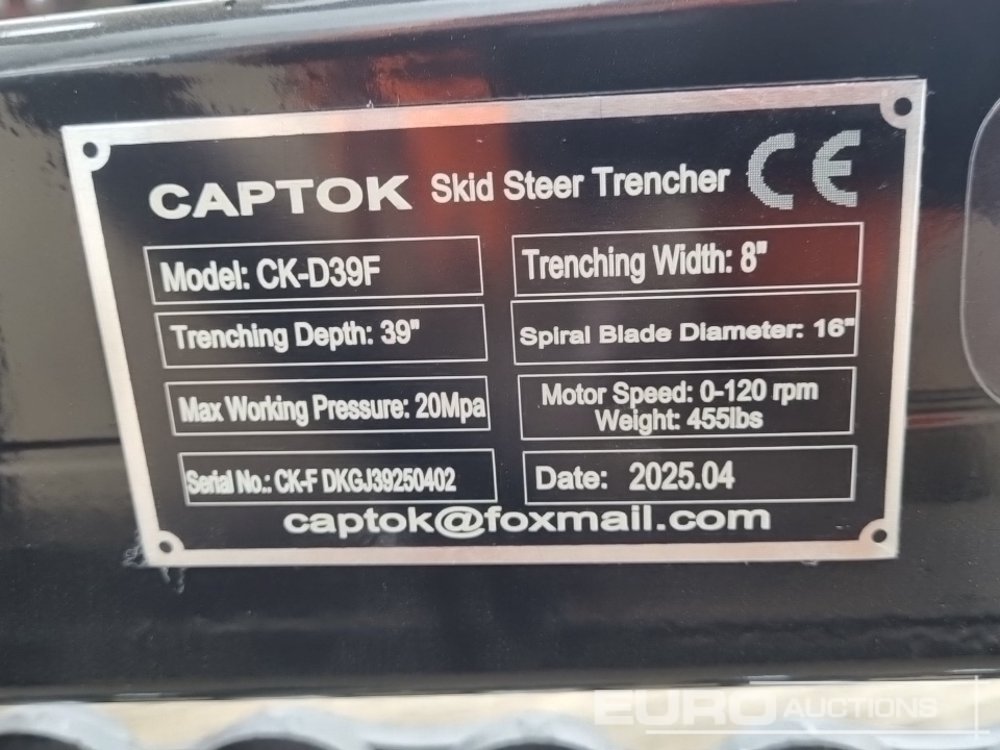 CAPTOK Skid Steer Trencher CE
Model: CK-D39F
Trenching Width: 8"
Trenching Depth: 39"
Spiral Blade Diameter: 16"
Max Working Pressure: 20Mpa
Motor Speed: 0-120 rpm
Weight: 455lbs
Serial No.: CK-F DKGJ39250402
Date: 2025.04
captok@foxmail.com
EURO AUCTIONS